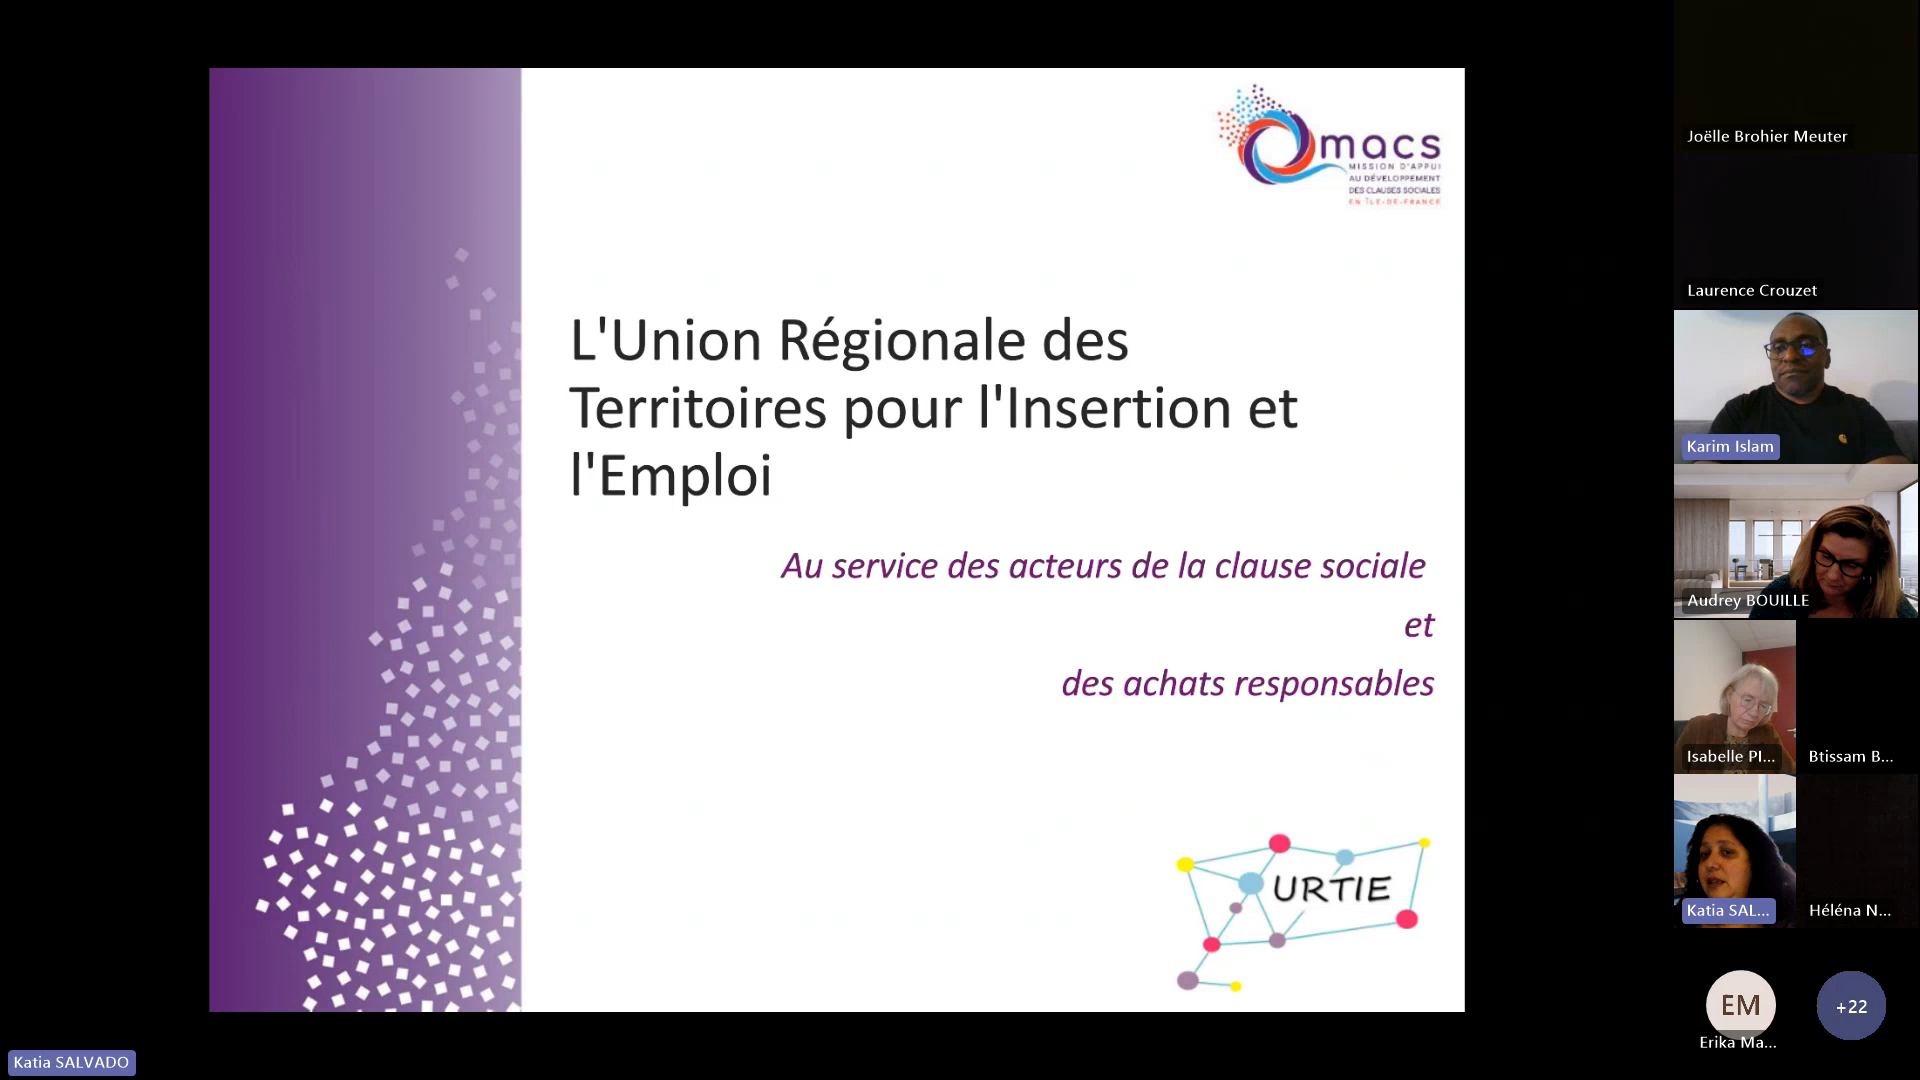 macs
MISSION D'APPUI
AU DÉVELOPPEMENT
DES CLAUSES SOCIALES
EN ÎLE-DE-FRANCE
L'Union Régionale des
Territoires pour l'Insertion et
l'Emploi
Au service des acteurs de la clause sociale
et
des achats responsables
URTIE
Joëlle Brohier Meuter
Laurence Crouzet
Karim Islam
Audrey BOUILLE
Isabelle PI...
Btissam B...
Katia SAL...
Héléna N...
EM
+22
Erika Ma...
Katia SALVADO